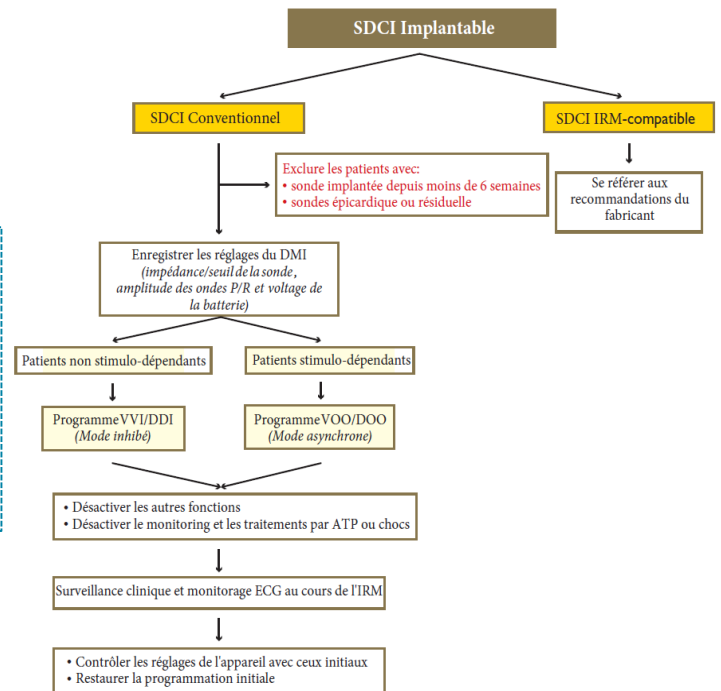 SDCI Implantable
SDCI Conventionnel
SDCI IRM-compatible
Exclure les patients avec:
• sonde implantée depuis moins de 6 semaines
• sondes épicardique ou résiduelle
Se référer aux
recommandations du
fabricant
Enregistrer les réglages du DMI
(impédance/seuil de la sonde,
amplitude des ondes P/R et voltage de
la batterie)
Patients non stimulo-dépendants
Patients stimulo-dépendants
Programme VVI/DDI
(Mode inhibé)
Programme VOO/DOO
(Mode asynchrone)
• Désactiver les autres fonctions
• Désactiver le monitoring et les traitements par ATP ou chocs
Surveillance clinique et monitorage ECG au cours de l'IRM
• Contrôler les réglages de l'appareil avec ceux initiaux
• Restaurer la programmation initiale